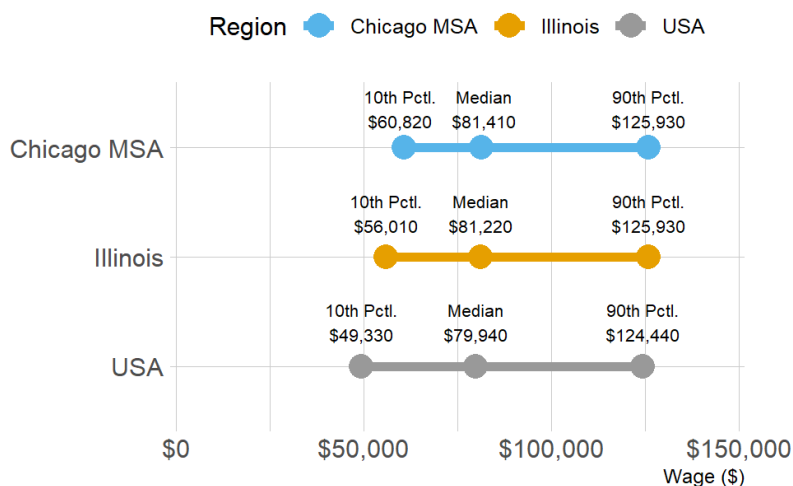 Region Chicago MSA Illinois USA
10th Pctl. Median 90th Pctl.
$60,820 $81,410 $125,930
Chicago MSA
10th Pctl. Median 90th Pctl.
$56,010 $81,220 $125,930
Illinois
10th Pctl. Median 90th Pctl.
$49,330 $79,940 $124,440
USA
$0 $50,000 $100,000 $150,000
Wage ($)